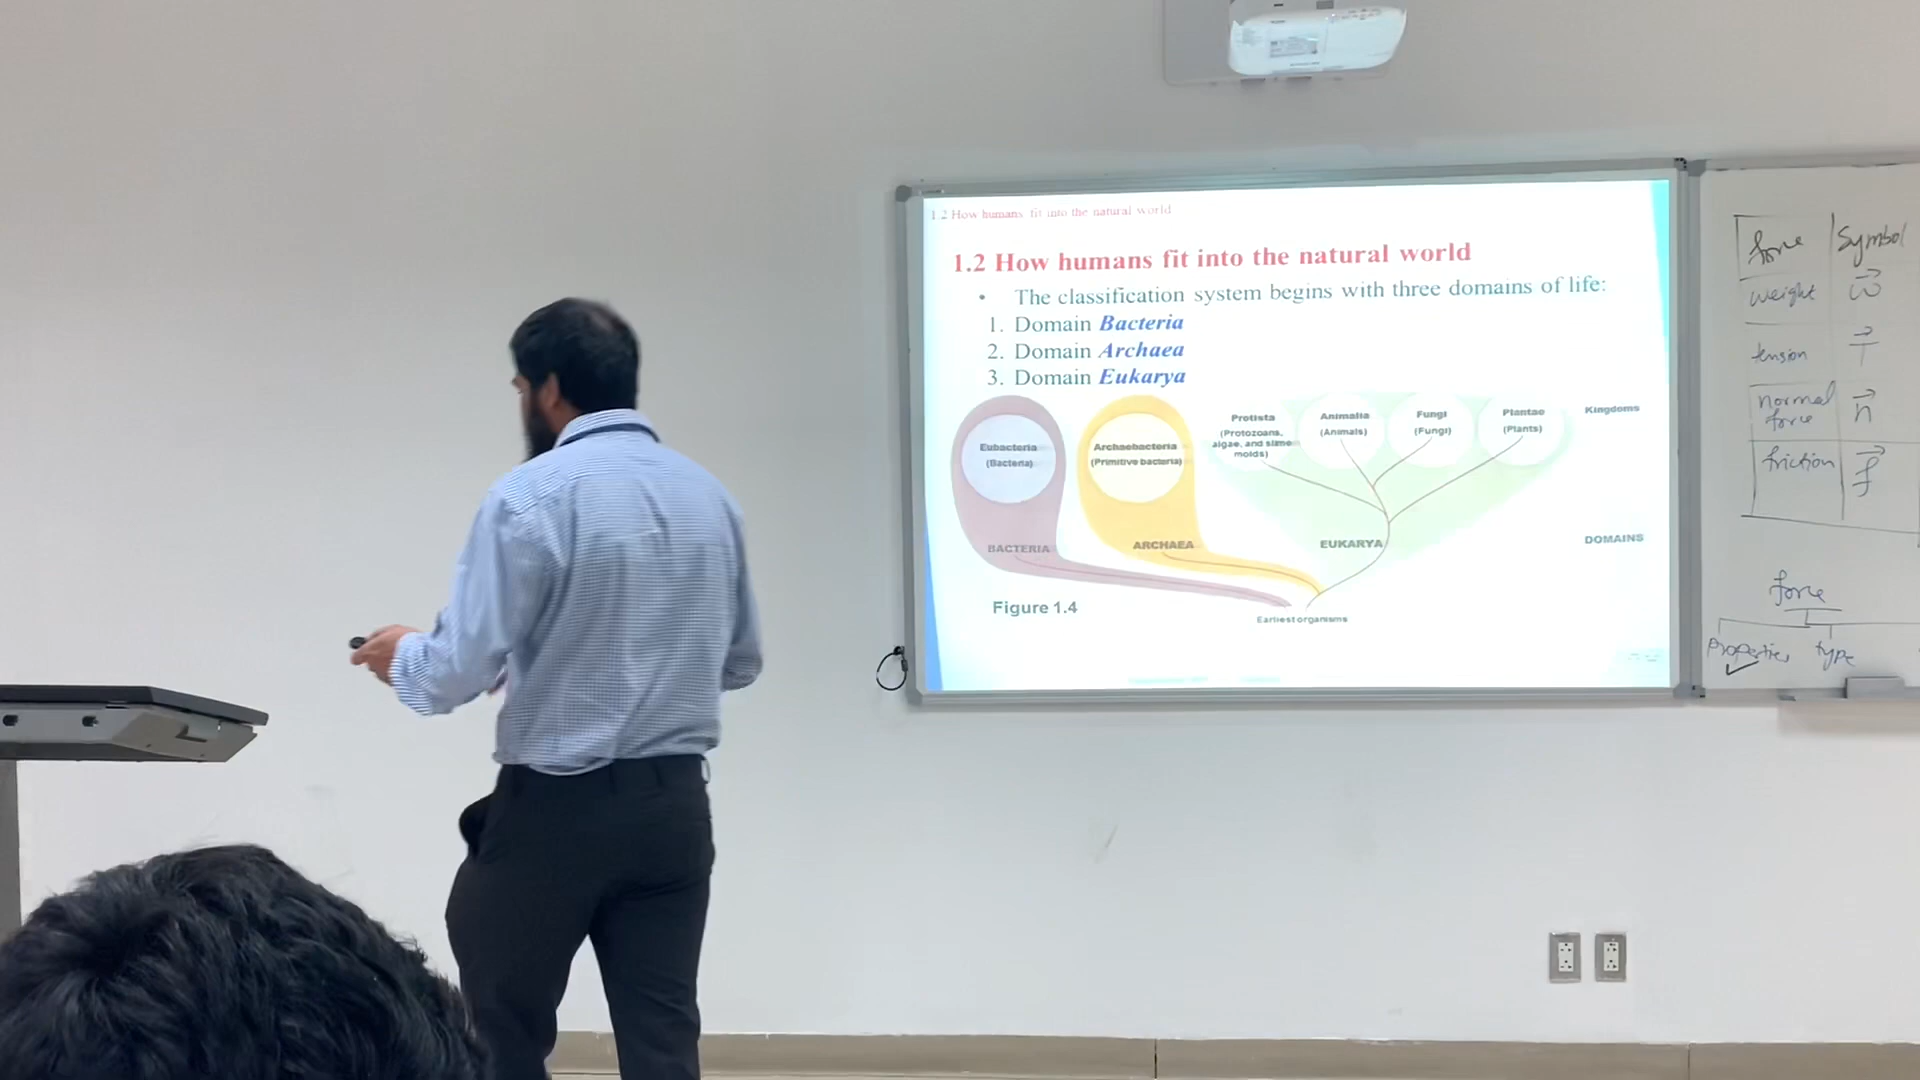 1.2 How humans fit into the natural world
1.2 How humans fit into the natural world
• The classification system begins with three domains of life:
1. Domain Bacteria
2. Domain Archaea
3. Domain Eukarya
Eubacteria
(Bacteria)
Archaebacteria
(Primitive bacteria)
Protista
(Protozoans,
algae, and slime
molds)
Animalia
(Animals)
Fungi
(Fungi)
Plantae
(Plants)
Kingdoms
BACTERIA
ARCHAEA
EUKARYA
DOMAINS
Figure 1.4
Earliest organisms
force Symbol
weight w
tension T
normal
force n
friction f
force
properties type